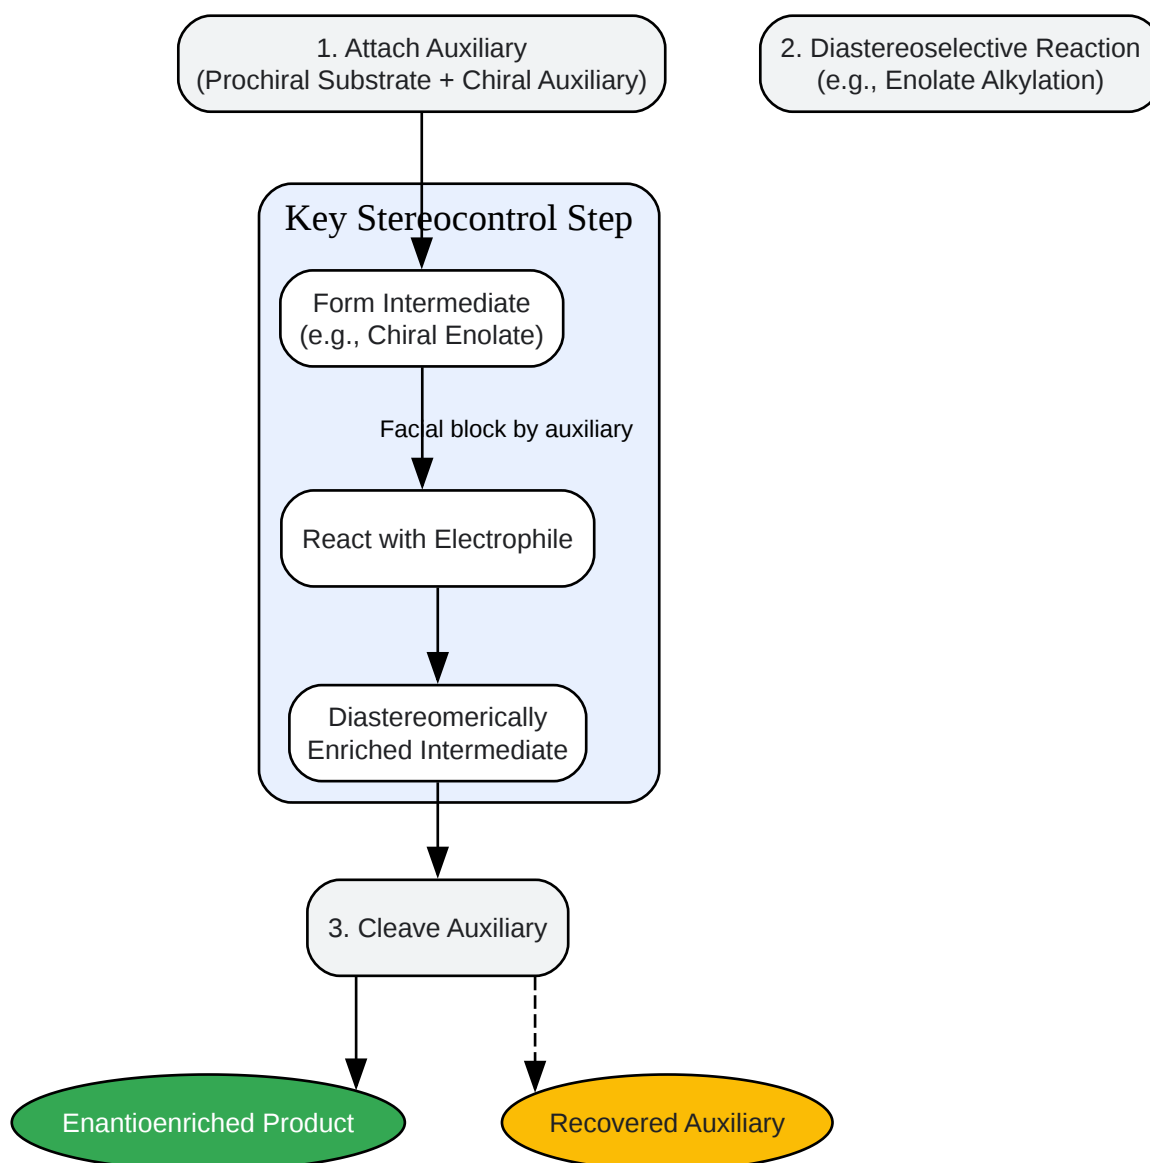 1. Attach Auxiliary
(Prochiral Substrate + Chiral Auxiliary)
2. Diastereoselective Reaction
(e.g., Enolate Alkylation)
Key Stereocontrol Step
Form Intermediate
(e.g., Chiral Enolate)
Facial block by auxiliary
React with Electrophile
Diastereomerically
Enriched Intermediate
3. Cleave Auxiliary
Enantioenriched Product
Recovered Auxiliary